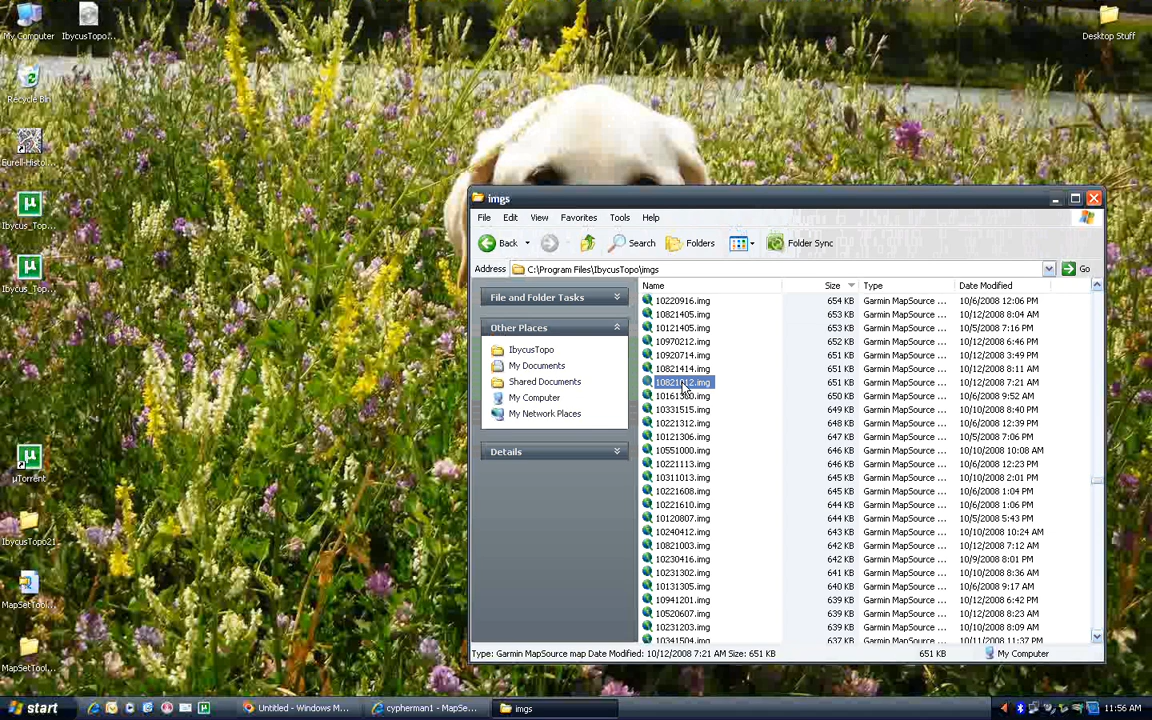 My Computer
IbycusTopo...
Desktop Stuff
Recycle Bin
Eurell-Histo...
Ibycus_Top...
Ibycus_Top...
µTorrent
IbycusTopo21
MapSetTool...
MapSetTool...
imgs
File Edit View Favorites Tools Help
Back Search Folders Folder Sync
Address C:\Program Files\IbycusTopo\imgs Go
File and Folder Tasks
Other Places
IbycusTopo
My Documents
Shared Documents
My Computer
My Network Places
Details
Name Size Type Date Modified
10220916.img 654 KB Garmin MapSource ... 10/6/2008 12:06 PM
10821405.img 653 KB Garmin MapSource ... 10/12/2008 8:04 AM
10121405.img 653 KB Garmin MapSource ... 10/5/2008 7:16 PM
10970212.img 652 KB Garmin MapSource ... 10/12/2008 6:46 PM
10920714.img 651 KB Garmin MapSource ... 10/12/2008 3:49 PM
10821414.img 651 KB Garmin MapSource ... 10/12/2008 8:11 AM
10821012.img 651 KB Garmin MapSource ... 10/12/2008 7:21 AM
650 KB Garmin MapSource ... 10/6/2008 9:52 AM
10331515.img 649 KB Garmin MapSource ... 10/10/2008 8:40 PM
10221312.img 648 KB Garmin MapSource ... 10/6/2008 12:39 PM
10121306.img 647 KB Garmin MapSource ... 10/5/2008 7:06 PM
10551000.img 646 KB Garmin MapSource ... 10/10/2008 10:08 AM
10221113.img 646 KB Garmin MapSource ... 10/6/2008 12:23 PM
10311013.img 645 KB Garmin MapSource ... 10/10/2008 2:01 PM
10221608.img 645 KB Garmin MapSource ... 10/6/2008 1:04 PM
10221610.img 644 KB Garmin MapSource ... 10/6/2008 1:06 PM
10120807.img 644 KB Garmin MapSource ... 10/5/2008 5:43 PM
10240412.img 643 KB Garmin MapSource ... 10/10/2008 10:24 AM
10821003.img 642 KB Garmin MapSource ... 10/12/2008 7:12 AM
10230416.img 642 KB Garmin MapSource ... 10/9/2008 8:01 PM
10231302.img 641 KB Garmin MapSource ... 10/10/2008 8:36 AM
10131305.img 640 KB Garmin MapSource ... 10/6/2008 9:17 AM
10941201.img 639 KB Garmin MapSource ... 10/12/2008 6:42 PM
10520607.img 639 KB Garmin MapSource ... 10/12/2008 8:23 AM
10231203.img 639 KB Garmin MapSource ... 10/10/2008 8:09 AM
10341504.img 637 KB Garmin MapSource ... 10/11/2008 11:37 PM
Type: Garmin MapSource map Date Modified: 10/12/2008 7:21 AM Size: 651 KB 651 KB My Computer
start Untitled - Windows M... cypherman1 - MapSe... imgs 11:56 AM